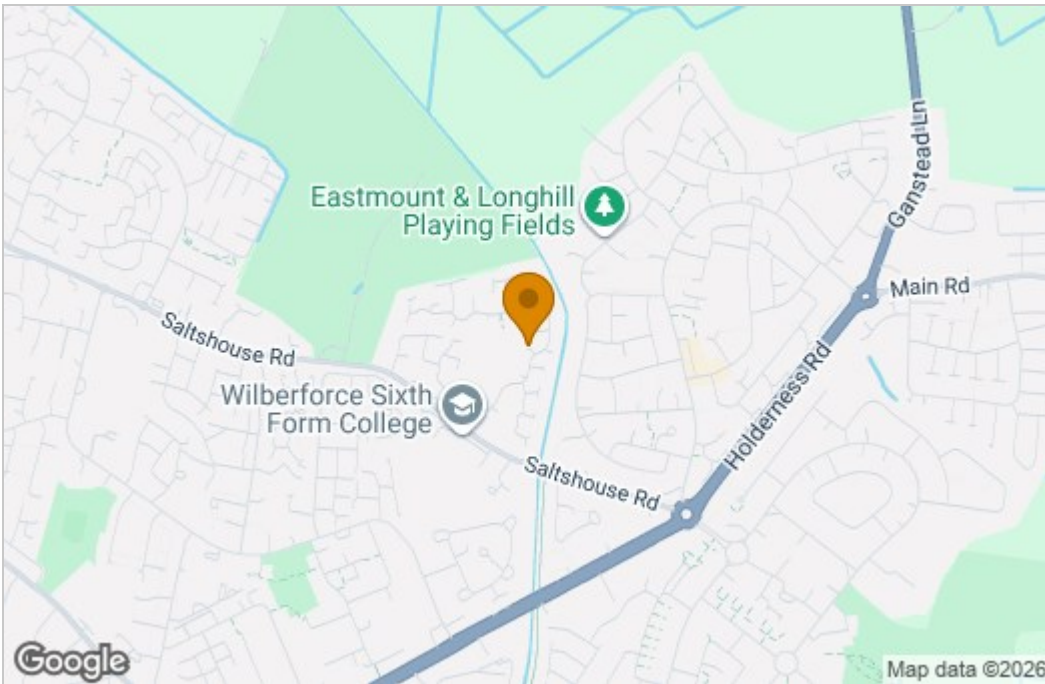 Ganstead Ln
Eastmount & Longhill
Playing Fields
Main Rd
Saltshouse Rd
Holderness Rd
Wilberforce Sixth
Form College
Saltshouse Rd
Google
Map data ©2026